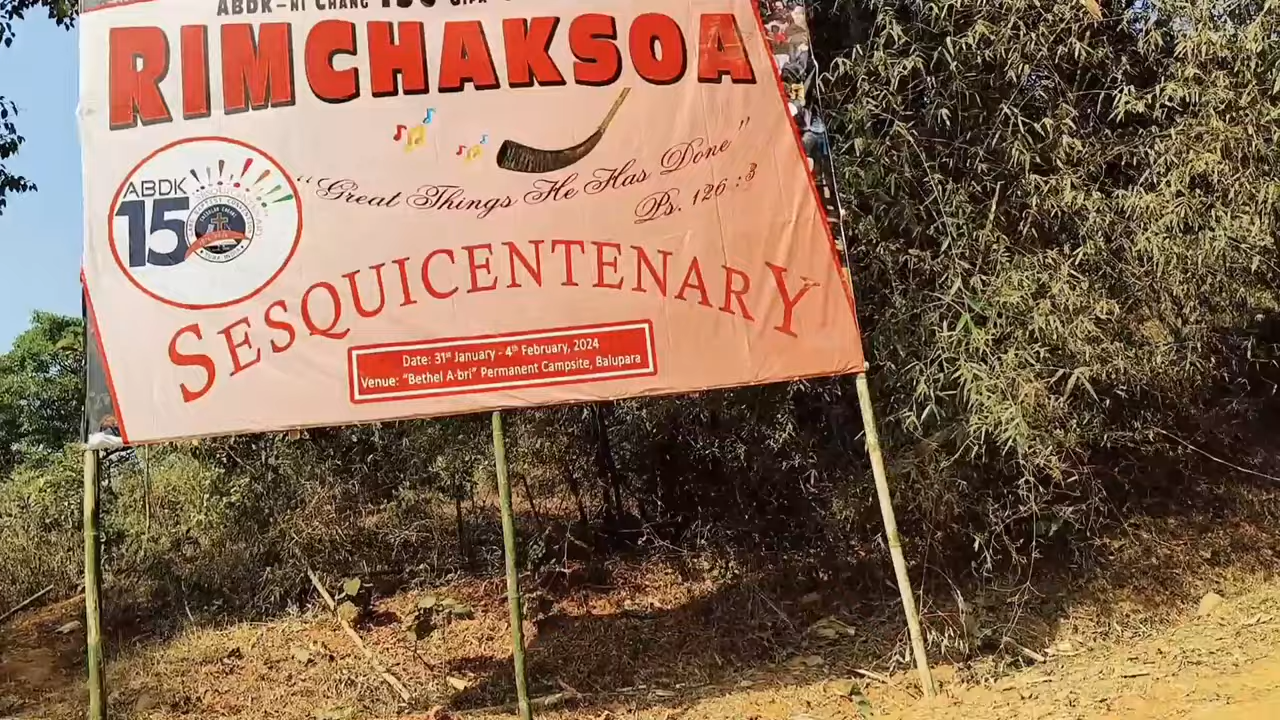 ABDK-NI CHANG 150
RIMCHAKSOA
"Great Things He Has Done"
Ps. 126 : 3
ABDK
150
SESQUICENTENARY
Date: 31st January - 4th February, 2024
Venue: "Bethel A·bri" Permanent Campsite, Balupara